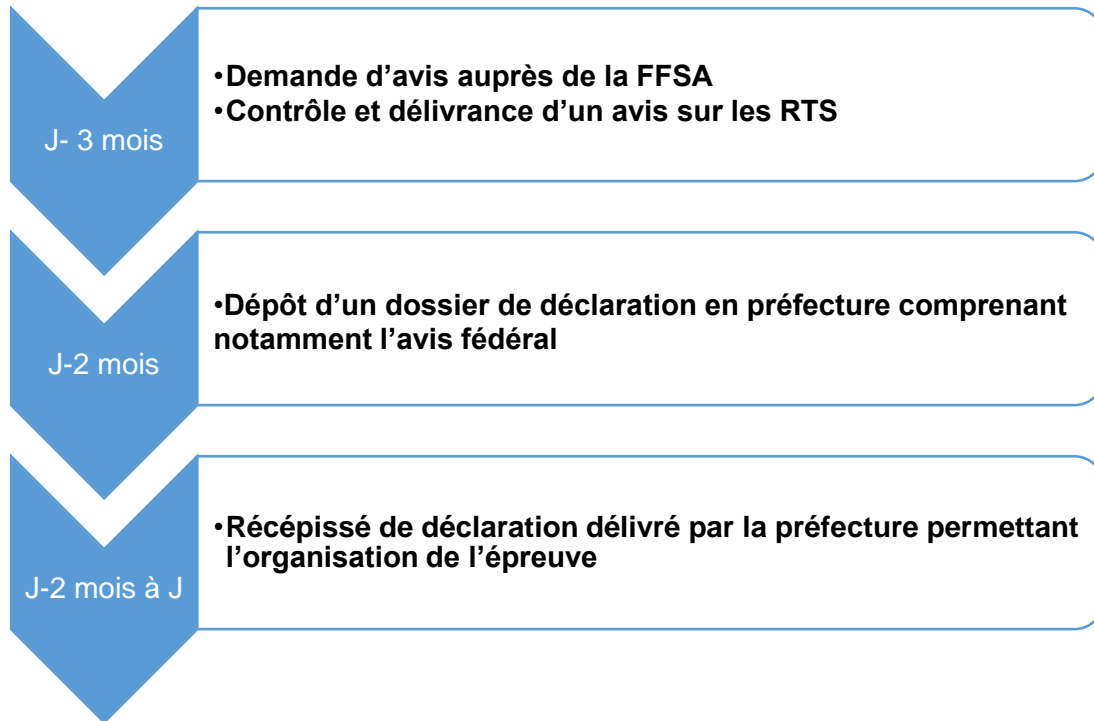 J- 3 mois
•Demande d’avis auprès de la FFSA
•Contrôle et délivrance d’un avis sur les RTS
J-2 mois
•Dépôt d’un dossier de déclaration en préfecture comprenant
notamment l’avis fédéral
J-2 mois à J
•Récépissé de déclaration délivré par la préfecture permettant
l’organisation de l’épreuve